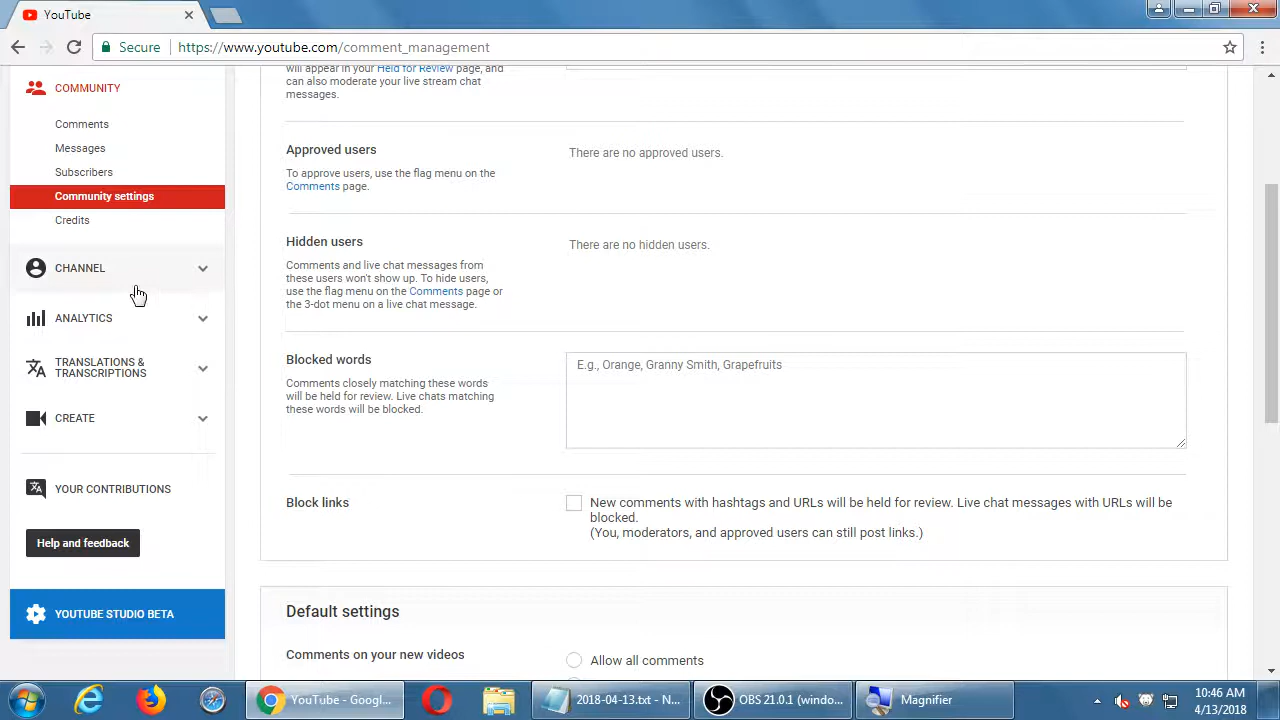 YouTube
Secure
https://www.youtube.com/comment_management
COMMUNITY
Comments
Messages
Subscribers
Community settings
Credits
CHANNEL
ANALYTICS
TRANSLATIONS &
TRANSCRIPTIONS
CREATE
YOUR CONTRIBUTIONS
Help and feedback
YOUTUBE STUDIO BETA
will appear in your Held for Review page, and
can also moderate your live stream chat
messages.
Approved users
To approve users, use the flag menu on the
Comments page.
There are no approved users.
Hidden users
Comments and live chat messages from
these users won't show up. To hide users,
use the flag menu on the Comments page or
the 3-dot menu on a live chat message.
There are no hidden users.
Blocked words
Comments closely matching these words
will be held for review. Live chats matching
these words will be blocked.
E.g., Orange, Granny Smith, Grapefruits
Block links
New comments with hashtags and URLs will be held for review. Live chat messages with URLs will be
blocked.
(You, moderators, and approved users can still post links.)
Default settings
Comments on your new videos
Allow all comments
YouTube - Googl...
2018-04-13.txt - N...
OBS 21.0.1 (windo...
Magnifier
10:46 AM
4/13/2018